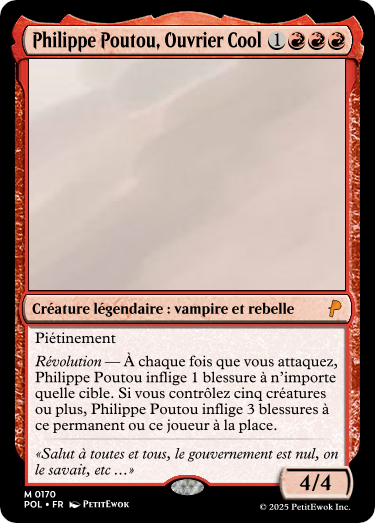 Philippe Poutou, Ouvrier Cool 1
Créature légendaire : vampire et rebelle
Piétinement
Révolution — À chaque fois que vous attaquez,
Philippe Poutou inflige 1 blessure à n'importe
quelle cible. Si vous contrôlez cinq créatures
ou plus, Philippe Poutou inflige 3 blessures à
ce permanent ou ce joueur à la place.
«Salut à toutes et tous, le gouvernement est nul, on
le savait, etc …»
4/4
M 0170
POL • FR PetitEwok
© 2025 PetitEwok Inc.